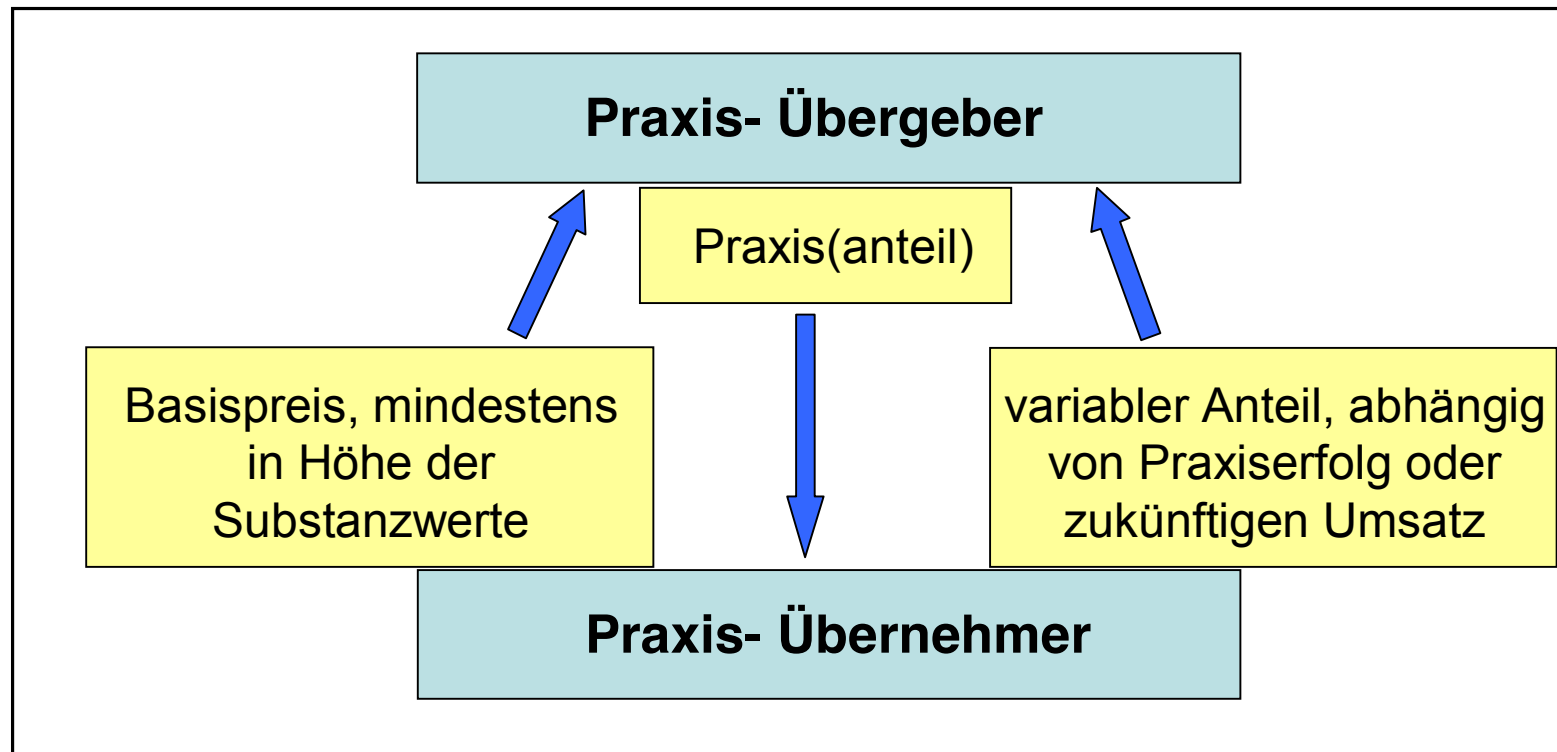 Praxis- Übergeber
Praxis(anteil)
Basispreis, mindestens
in Höhe der
Substanzwerte
variabler Anteil, abhängig
von Praxiserfolg oder
zukünftigen Umsatz
Praxis- Übernehmer